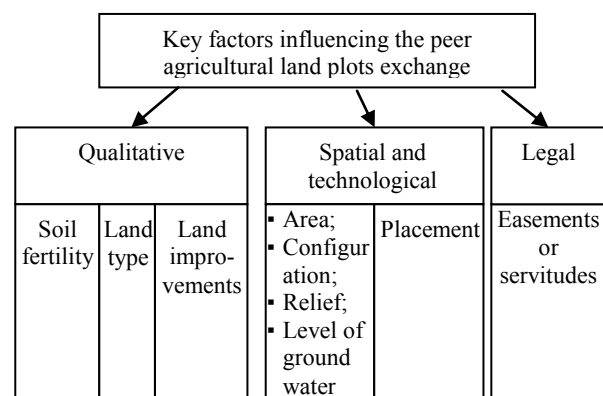 Key factors influencing the peer
agricultural land plots exchange
Qualitative
Spatial and
technological
Legal
Soil
fertility
Land
type
Land
impro-
vements
▪ Area;
▪ Configur
ation;
▪ Relief;
▪ Level of
ground
water
Placement
Easements
or
servitudes